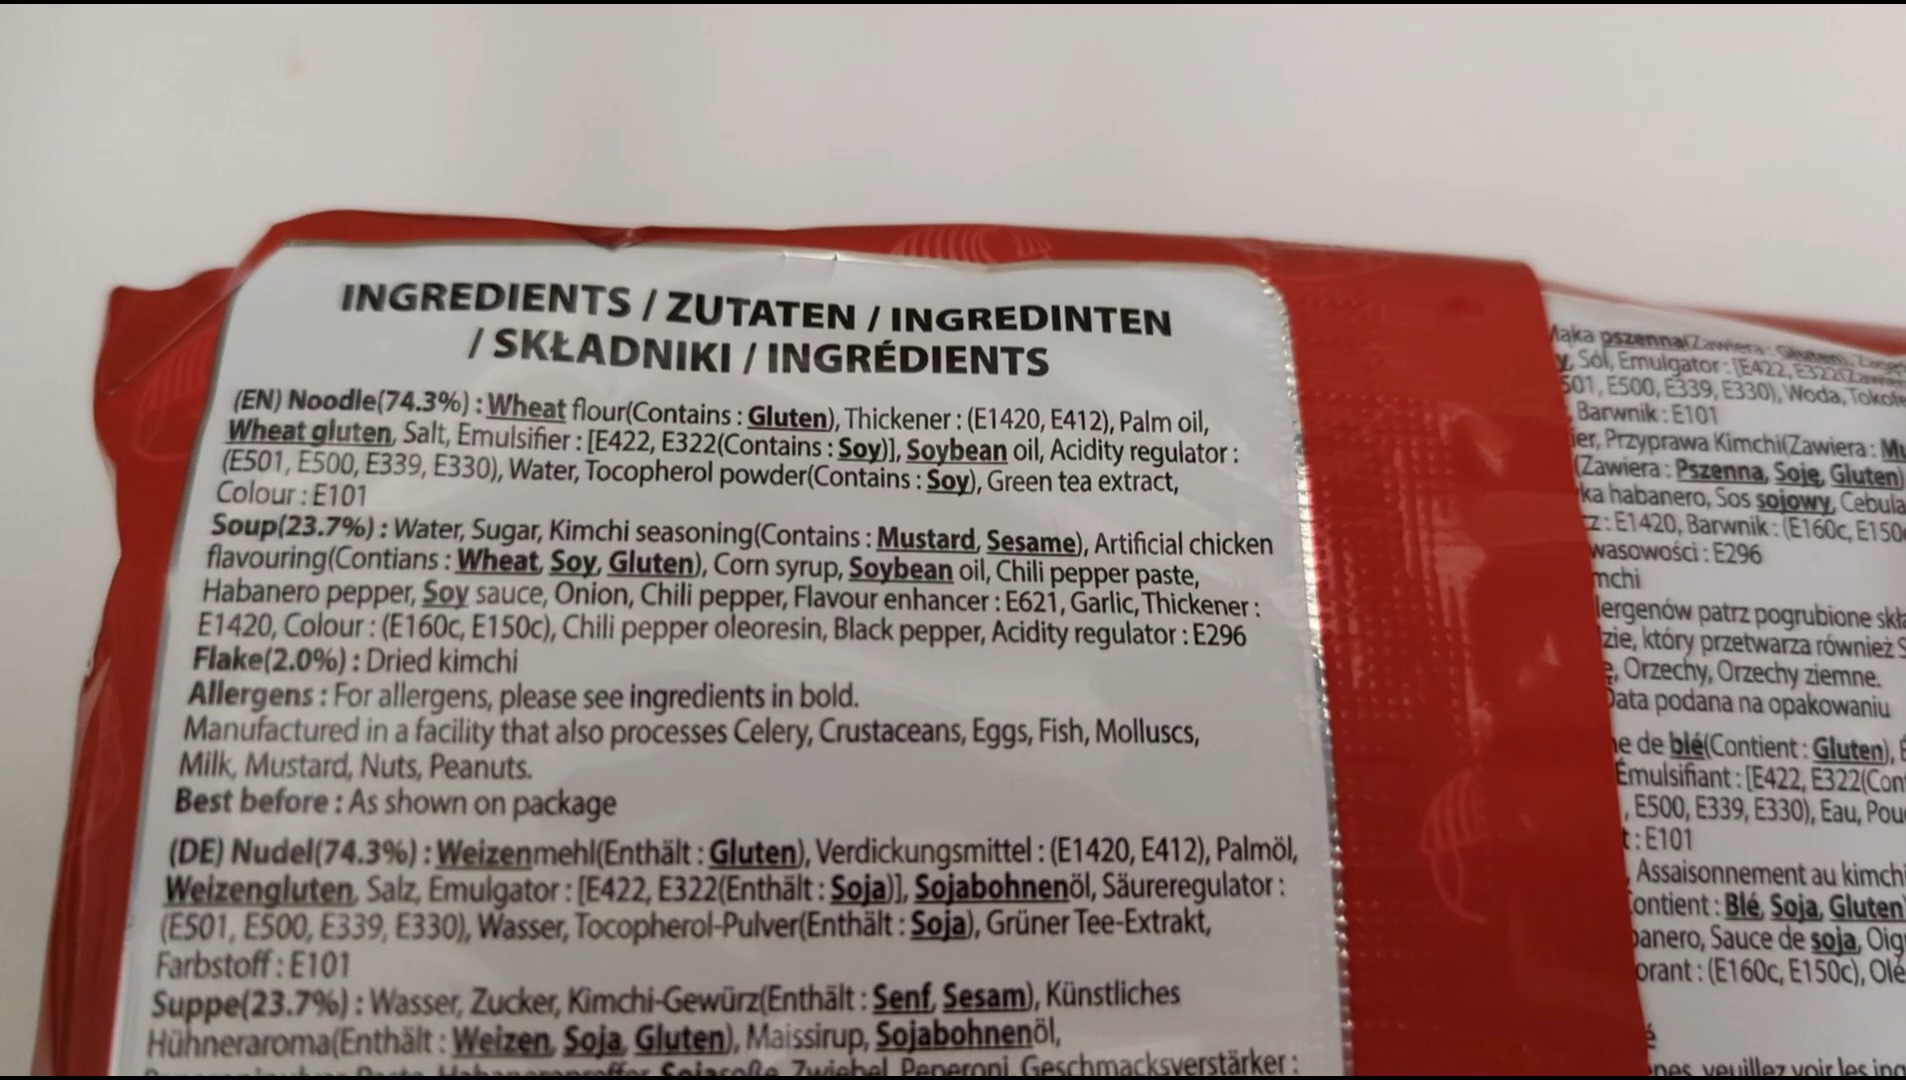 INGREDIENTS / ZUTATEN / INGREDINTEN
/ SKŁADNIKI / INGRÉDIENTS
(EN) Noodle(74.3%) : Wheat flour(Contains : Gluten), Thickener : (E1420, E412), Palm oil,
Wheat gluten, Salt, Emulsifier : [E422, E322(Contains : Soy)], Soybean oil, Acidity regulator :
(E501, E500, E339, E330), Water, Tocopherol powder(Contains : Soy), Green tea extract,
Colour : E101
Soup(23.7%) : Water, Sugar, Kimchi seasoning(Contains : Mustard, Sesame), Artificial chicken
flavouring(Contians : Wheat, Soy, Gluten), Corn syrup, Soybean oil, Chili pepper paste,
Habanero pepper, Soy sauce, Onion, Chili pepper, Flavour enhancer : E621, Garlic, Thickener :
E1420, Colour : (E160c, E150c), Chili pepper oleoresin, Black pepper, Acidity regulator : E296
Flake(2.0%) : Dried kimchi
Allergens : For allergens, please see ingredients in bold.
Manufactured in a facility that also processes Celery, Crustaceans, Eggs, Fish, Molluscs,
Milk, Mustard, Nuts, Peanuts.
Best before : As shown on package
(DE) Nudel(74.3%) : Weizenmehl(Enthält : Gluten), Verdickungsmittel : (E1420, E412), Palmöl,
Weizengluten, Salz, Emulgator : [E422, E322(Enthält : Soja)], Sojabohnenöl, Säureregulator :
(E501, E500, E339, E330), Wasser, Tocopherol-Pulver(Enthält : Soja), Grüner Tee-Extrakt,
Farbstoff : E101
Suppe(23.7%) : Wasser, Zucker, Kimchi-Gewürz(Enthält : Senf, Sesam), Künstliches
Hühneraroma(Enthält : Weizen, Soja, Gluten), Maissirup, Sojabohnenöl,
Sojasoße, Zwiebel, Peperoni, Geschmacksverstärker :
pszenna(Zawiera : Gluten),
Sól, Emulgator : [E422, E322(
E500, E339, E330), Woda,
Barwnik : E101
Przyprawa Kimchi(Zawiera :
(Zawiera : Pszenna, Soję, Gluten)
habanero, Sos sojowy, Cebula
E1420, Barwnik : (E160c,
E296
patrz pogrubione
który przetwarza również
Orzechy, Orzechy ziemne.
podana na opakowaniu
de blé(Contient : Gluten),
Émulsifiant : [E422, E322(
E500, E339, E330), Eau,
: E101
Assaisonnement au kimchi
: Blé, Soja, Gluten
Sauce de soja,
: (E160c, E150c),
veuillez voir les